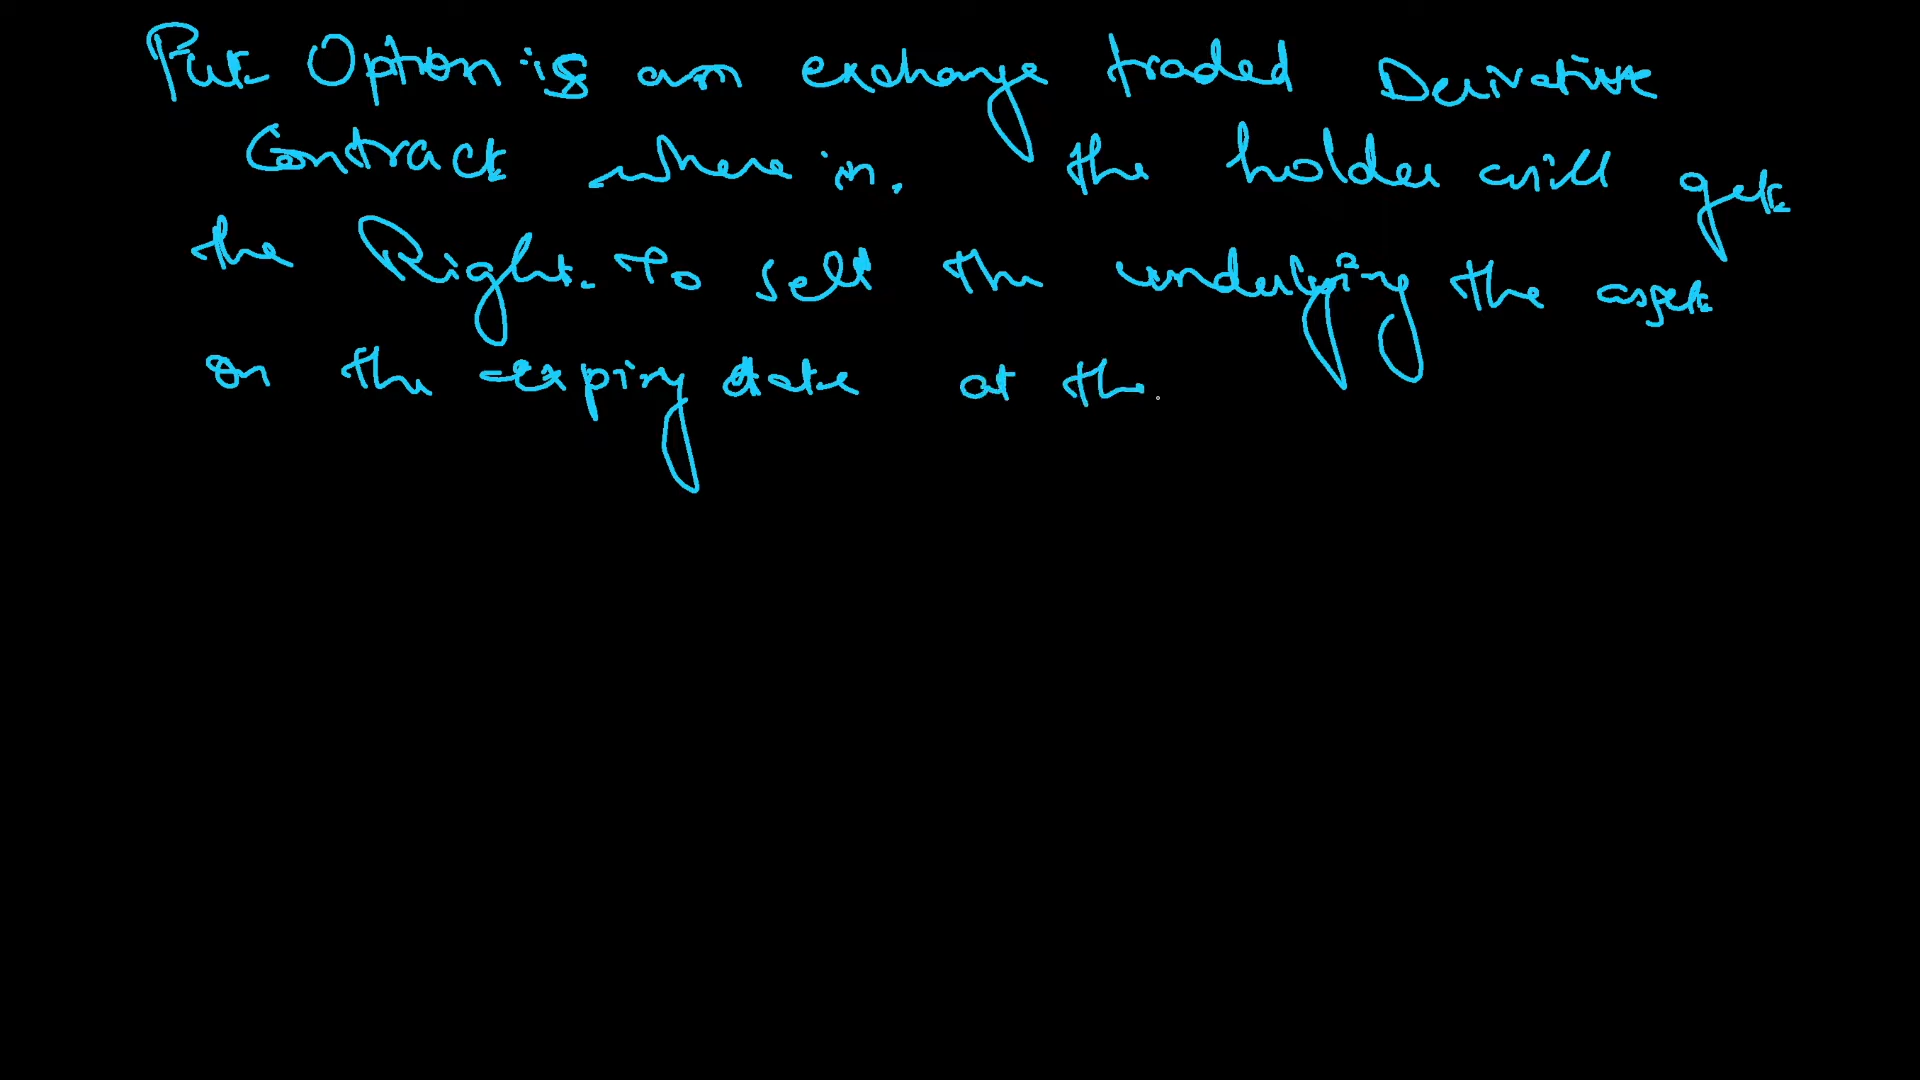 Put Option is an exchange traded Derivative
Contract where in. the holder will get
the Right. To sell the underlying the asset
on the expiry date at the.